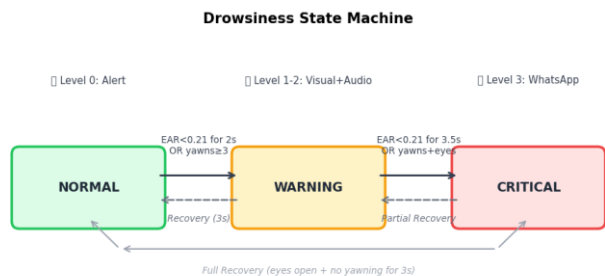 Drowsiness State Machine
▯ Level 0: Alert
▯ Level 1-2: Visual+Audio
▯ Level 3: WhatsApp
EAR<0.21 for 2s
OR yawns≥3
EAR<0.21 for 3.5s
OR yawns+eyes
NORMAL
WARNING
CRITICAL
Recovery (3s)
Partial Recovery
Full Recovery (eyes open + no yawning for 3s)